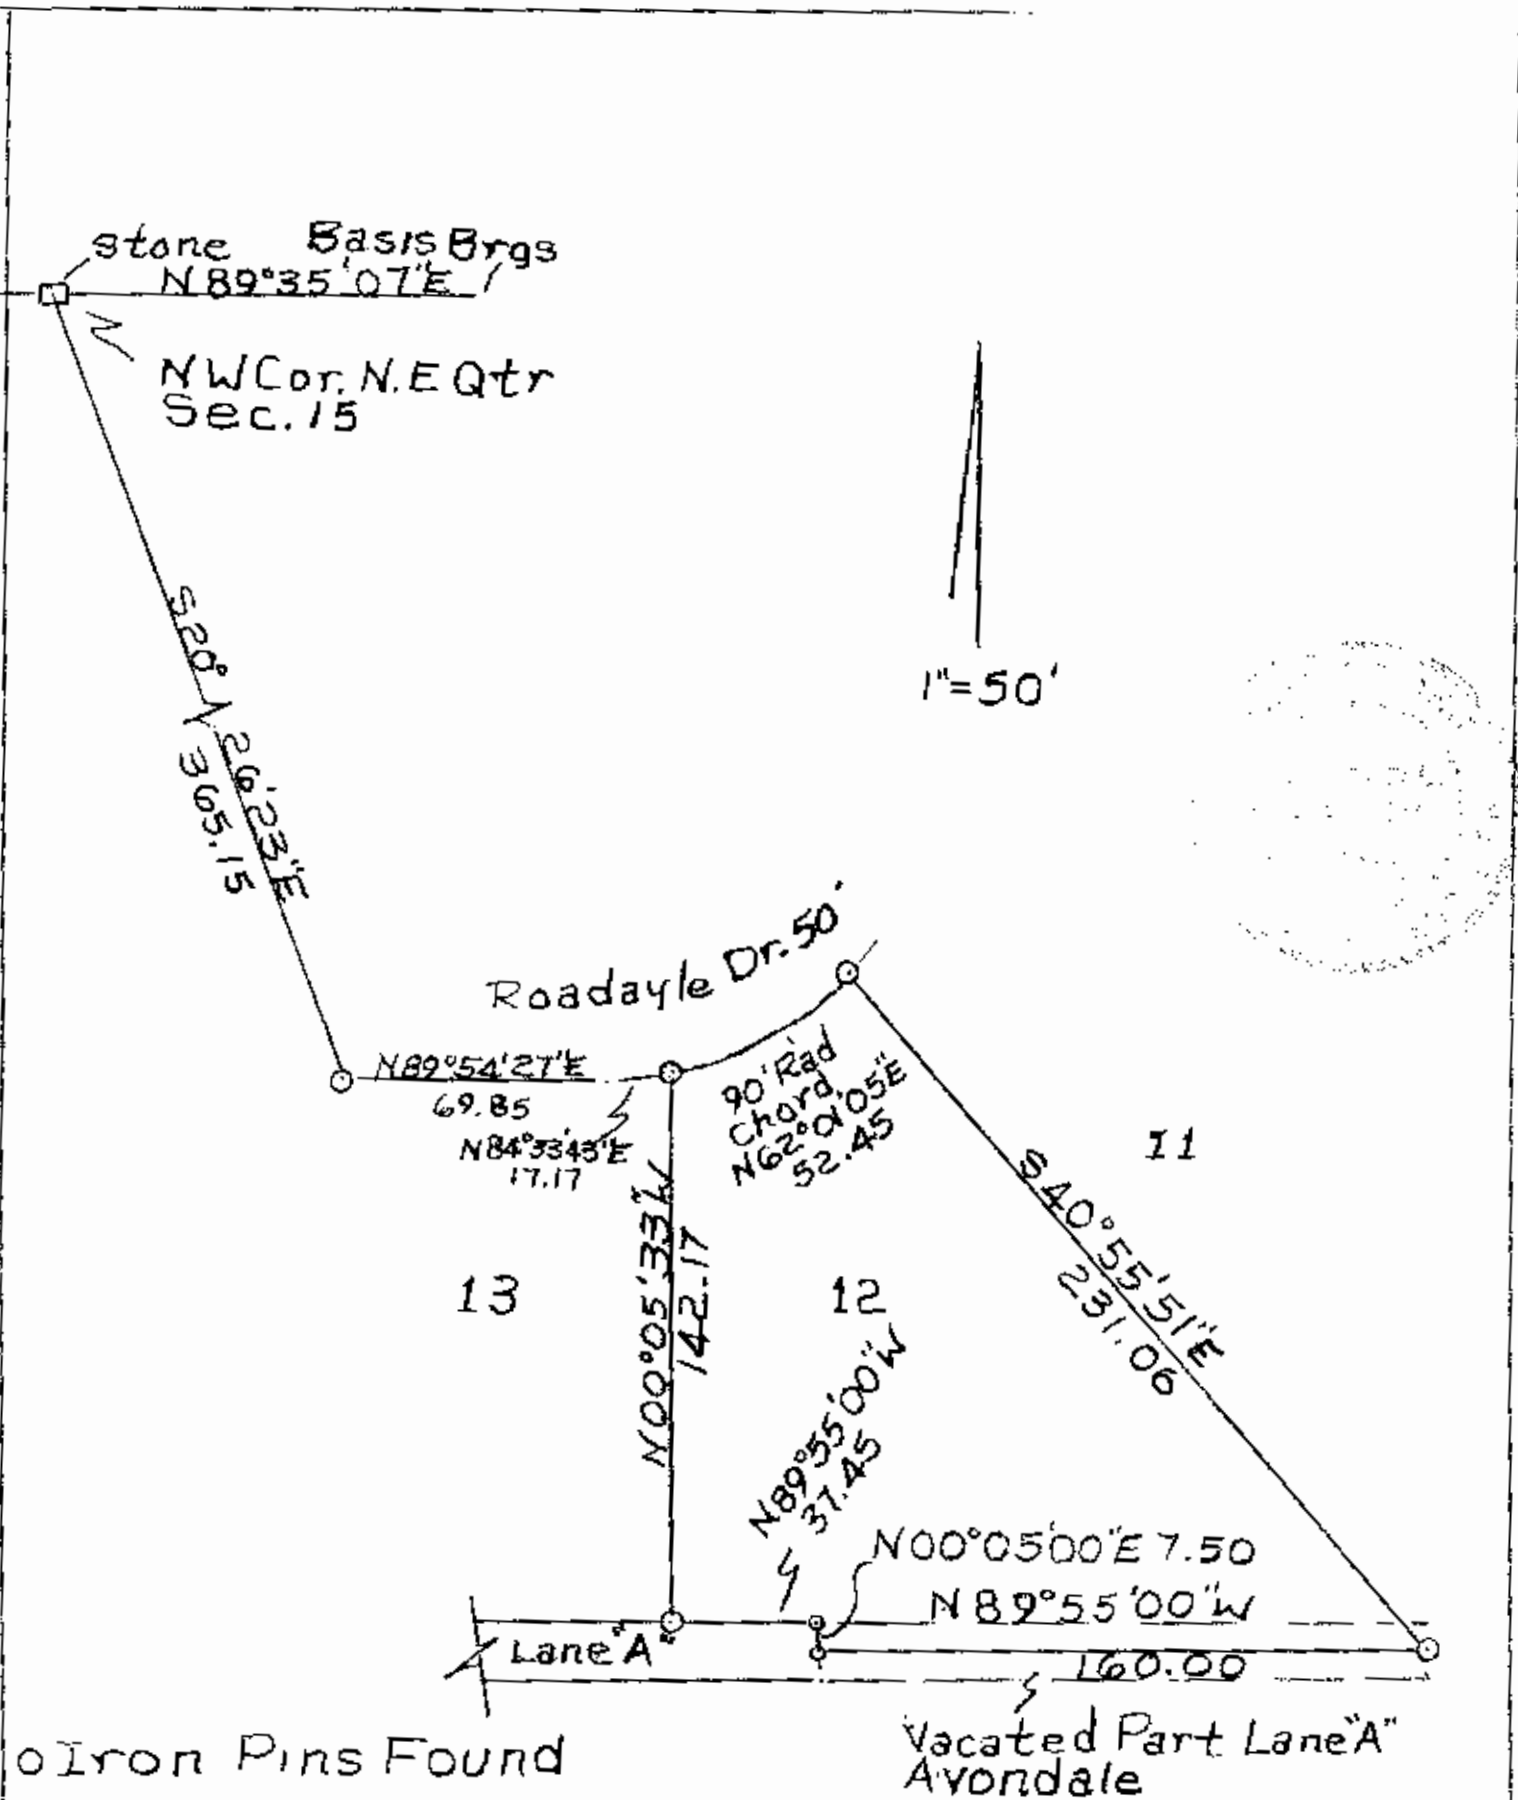 stone
Basis Brgs
N89°35'07"E
NW Cor. N.E Qtr
Sec. 15
S20° 26'23"E
365.15
1"=50'
Roadayle Dr. 50'
N89°54'27"E
69.85
N84°33'43"E
17.17
90' Rad
Chord
N62°01'05"E
52.45
11
S40°55'51"E
231.06
N00°05'33"W
142.17
13
12
N89°55'00"W
37.45
N00°05'00"E 7.50
N89°55'00"W
Lane "A"
160.00
Vacated Part Lane "A"
Avondale
o Iron Pins Found